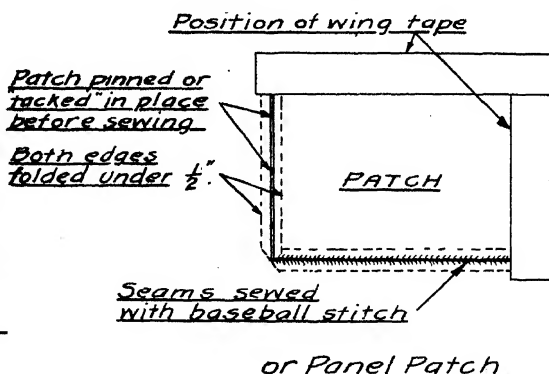 Position of wing tape
Patch pinned or
"tacked" in place
before sewing
Both edges
folded under 1/2".
PATCH
Seams sewed
with baseball stitch
or Panel Patch